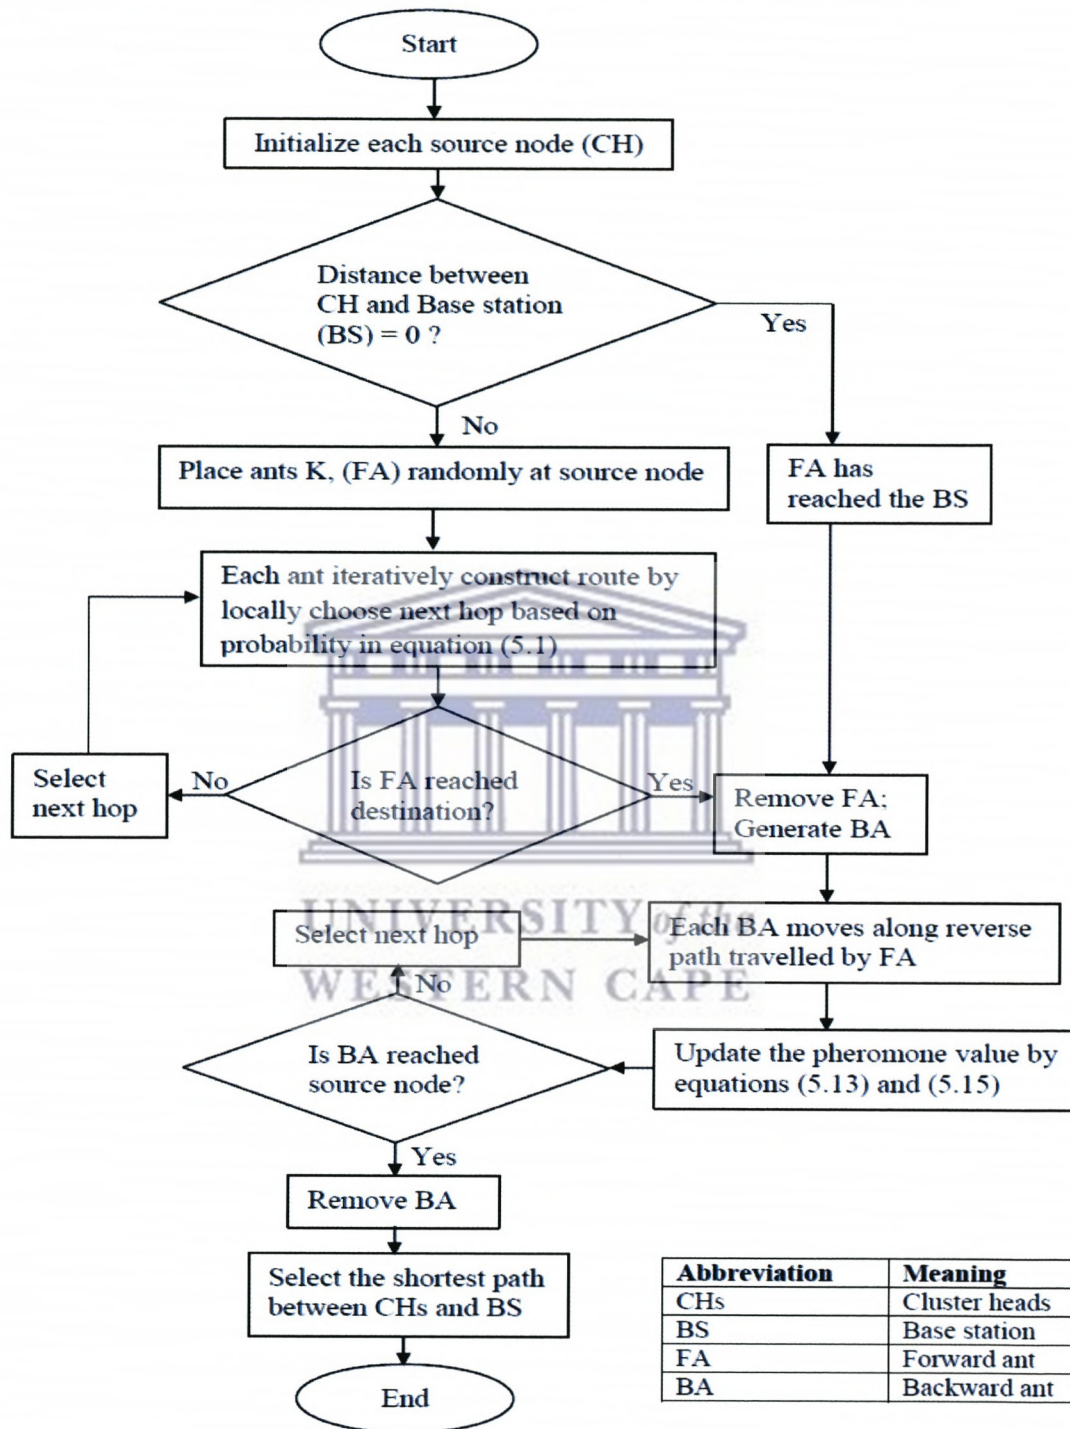 Start
Initialize each source node (CH)
Distance between
CH and Base station
(BS) = 0 ?
Yes
No
Place ants K, (FA) randomly at source node
FA has
reached the BS
Each ant iteratively construct route by
locally choose next hop based on
probability in equation (5.1)
Select
next hop
No
Is FA reached
destination?
Yes
Remove FA;
Generate BA
UNIVERSITY of the
WESTERN CAPE
Select next hop
Each BA moves along reverse
path travelled by FA
No
Is BA reached
source node?
Update the pheromone value by
equations (5.13) and (5.15)
Yes
Remove BA
Select the shortest path
between CHs and BS
End
Abbreviation Meaning
CHs Cluster heads
BS Base station
FA Forward ant
BA Backward ant